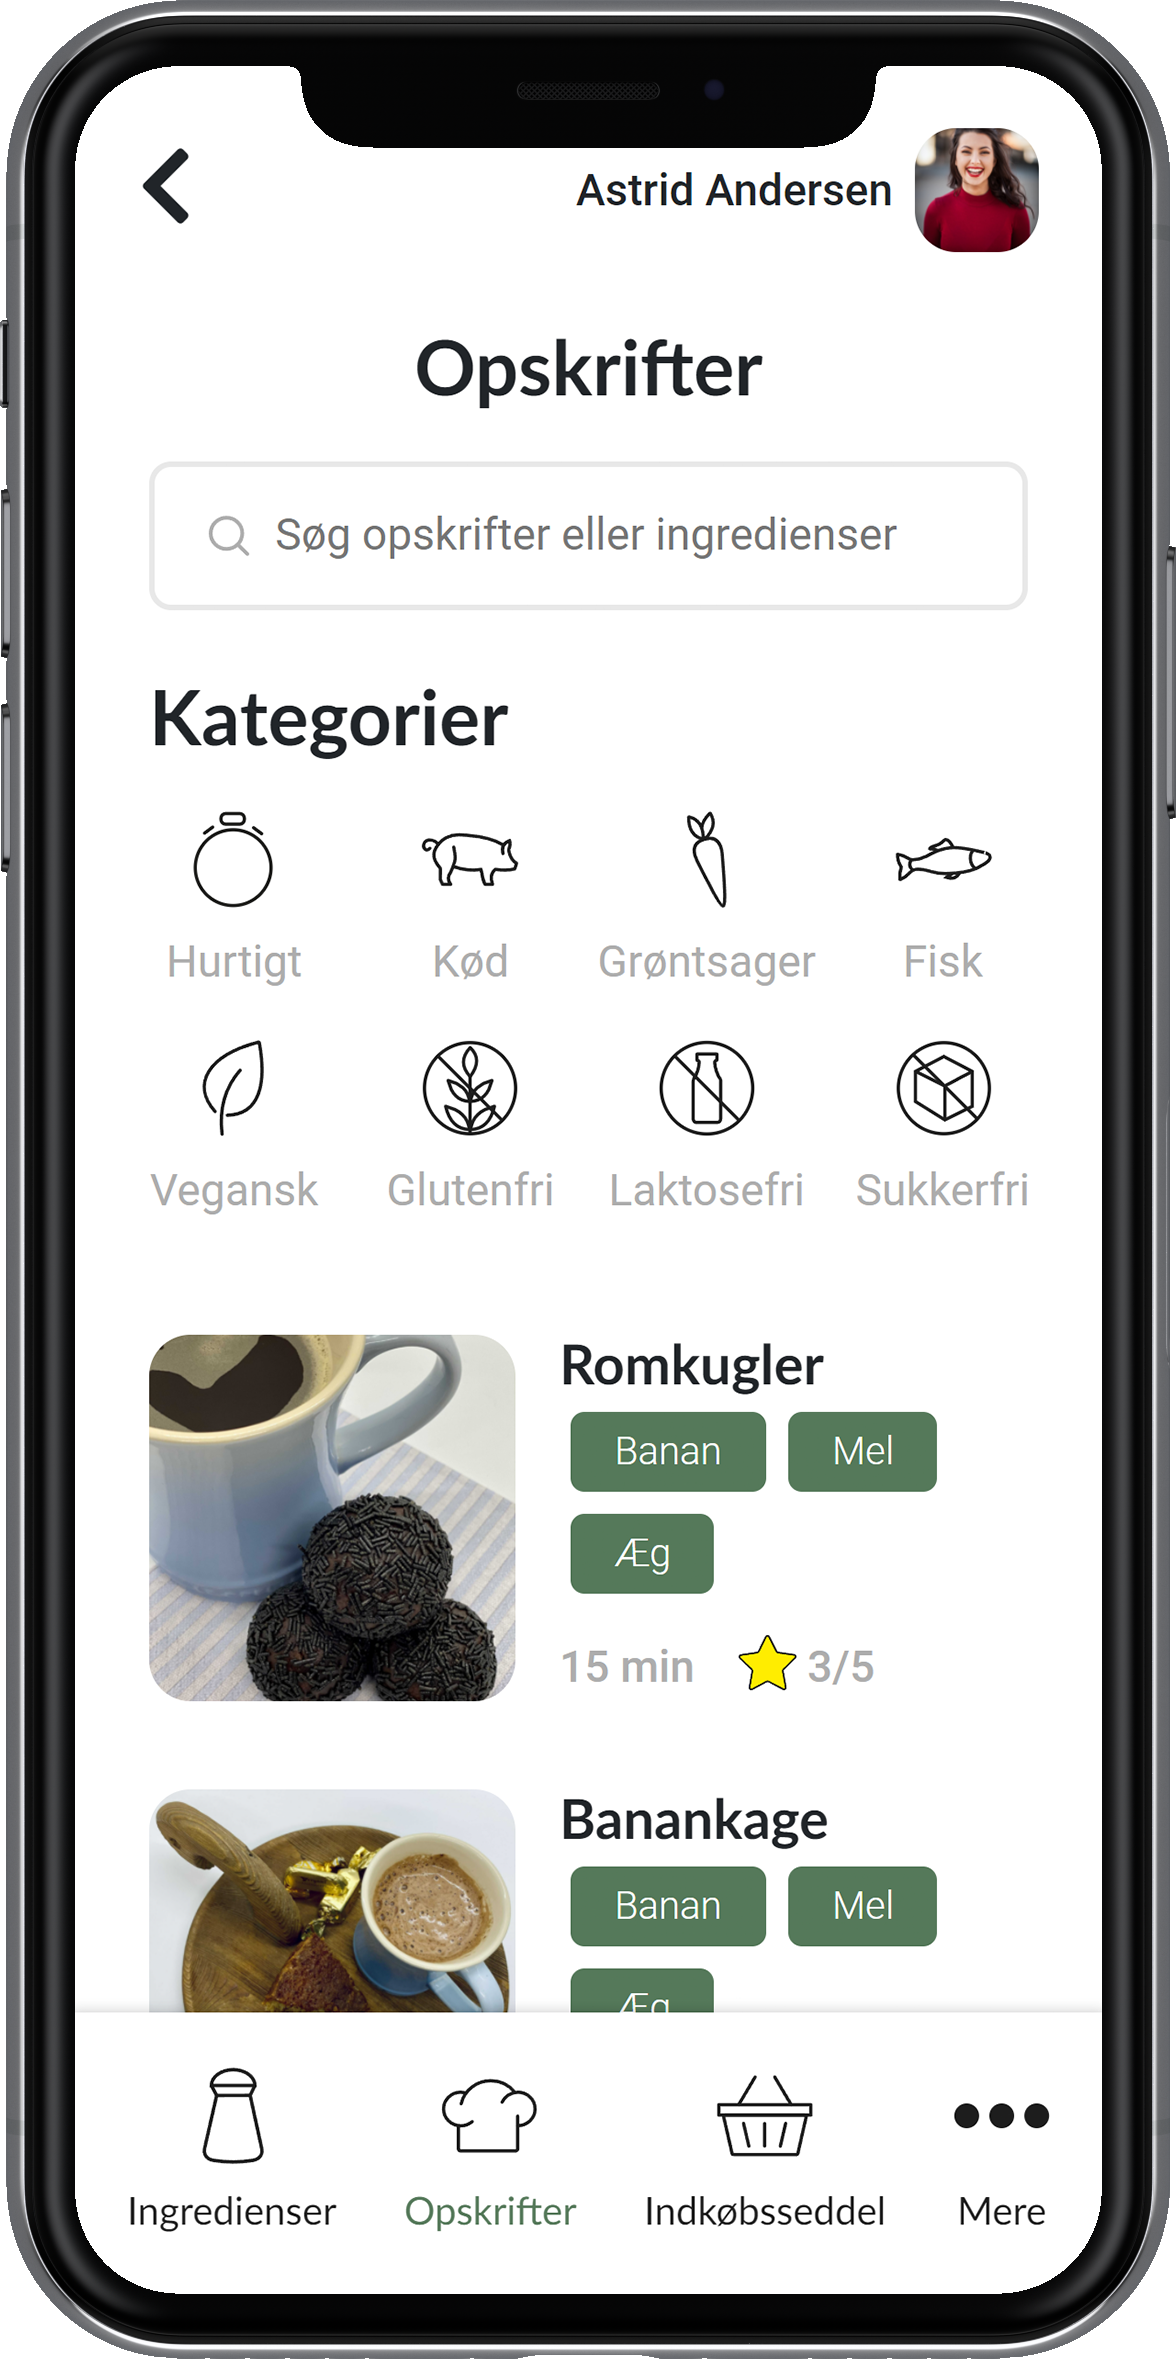 Astrid Andersen
Opskrifter
Søg opskrifter eller ingredienser
Kategorier
Hurtigt Kød Grøntsager Fisk
Vegansk Glutenfri Laktosefri Sukkerfri
Romkugler
Banan Mel
Æg
15 min 3/5
Banankage
Banan Mel
Æg
Ingredienser Opskrifter Indkøbsseddel Mere